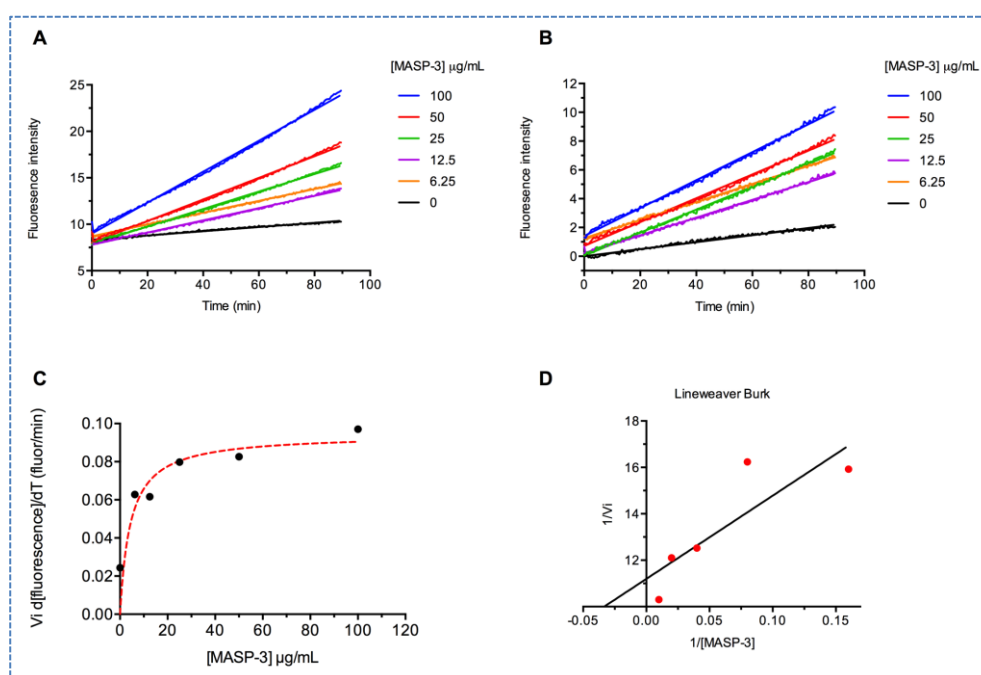 A
[MASP-3] µg/mL
100
50
25
12.5
6.25
0
Fluorescence intensity
25
20
15
10
5
0 20 40 60 80 100
Time (min)
B
[MASP-3] µg/mL
100
50
25
12.5
6.25
0
Fluorescence intensity
12
10
8
6
4
2
0
0 20 40 60 80 100
Time (min)
C
Vi d[fluorescence]/dT (fluor/min)
0.10
0.08
0.06
0.04
0.02
0.00
0 20 40 60 80 100 120
[MASP-3] µg/mL
D
Lineweaver Burk
1/Vi
18
16
14
12
-0.05 0.00 0.05 0.10 0.15
1/[MASP-3]